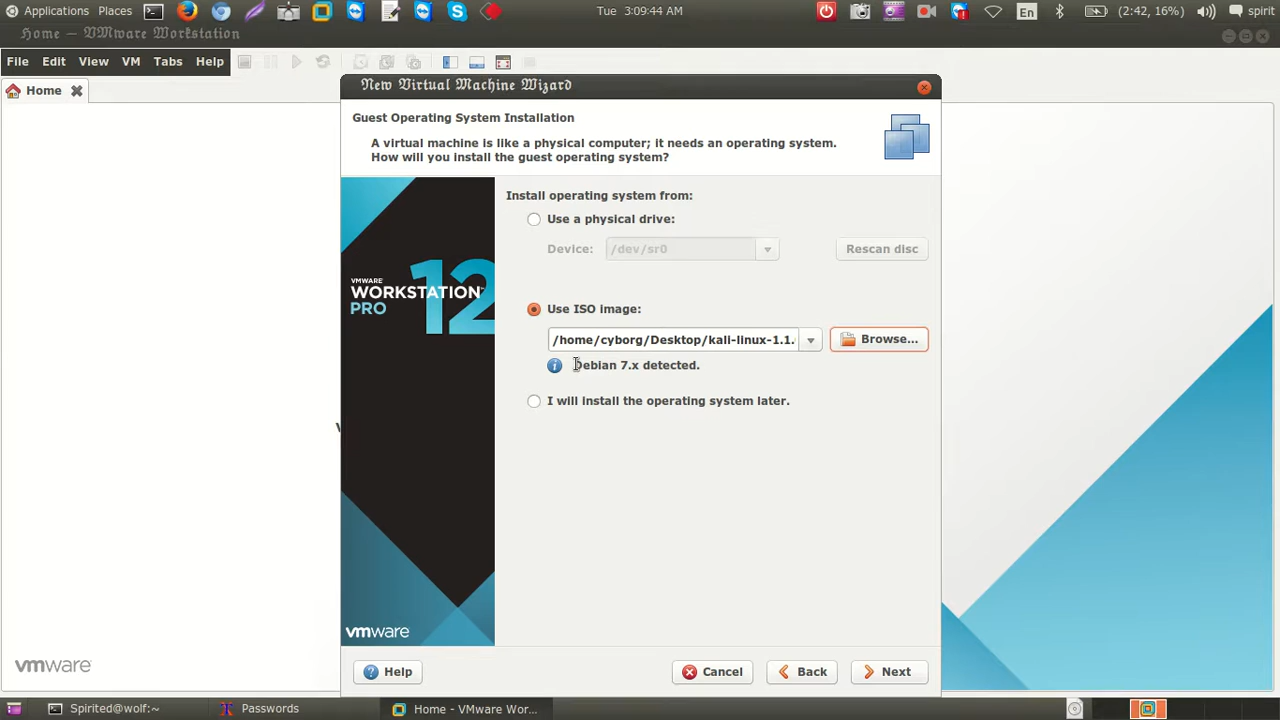 Applications Places Tue 3:09:44 AM En (2:42, 16%) spirit
Home — VMware Workstation
File Edit View VM Tabs Help
Home
New Virtual Machine Wizard
Guest Operating System Installation
A virtual machine is like a physical computer; it needs an operating system.
How will you install the guest operating system?
Install operating system from:
Use a physical drive:
Device: /dev/sr0 Rescan disc
VMWARE
WORKSTATION 12
PRO
Use ISO image:
/home/cyborg/Desktop/kali-linux-1.1. Browse...
Debian 7.x detected.
I will install the operating system later.
vmware
vmware
Help Cancel Back Next
Spirited@wolf:~ Passwords Home - VMware Wor...